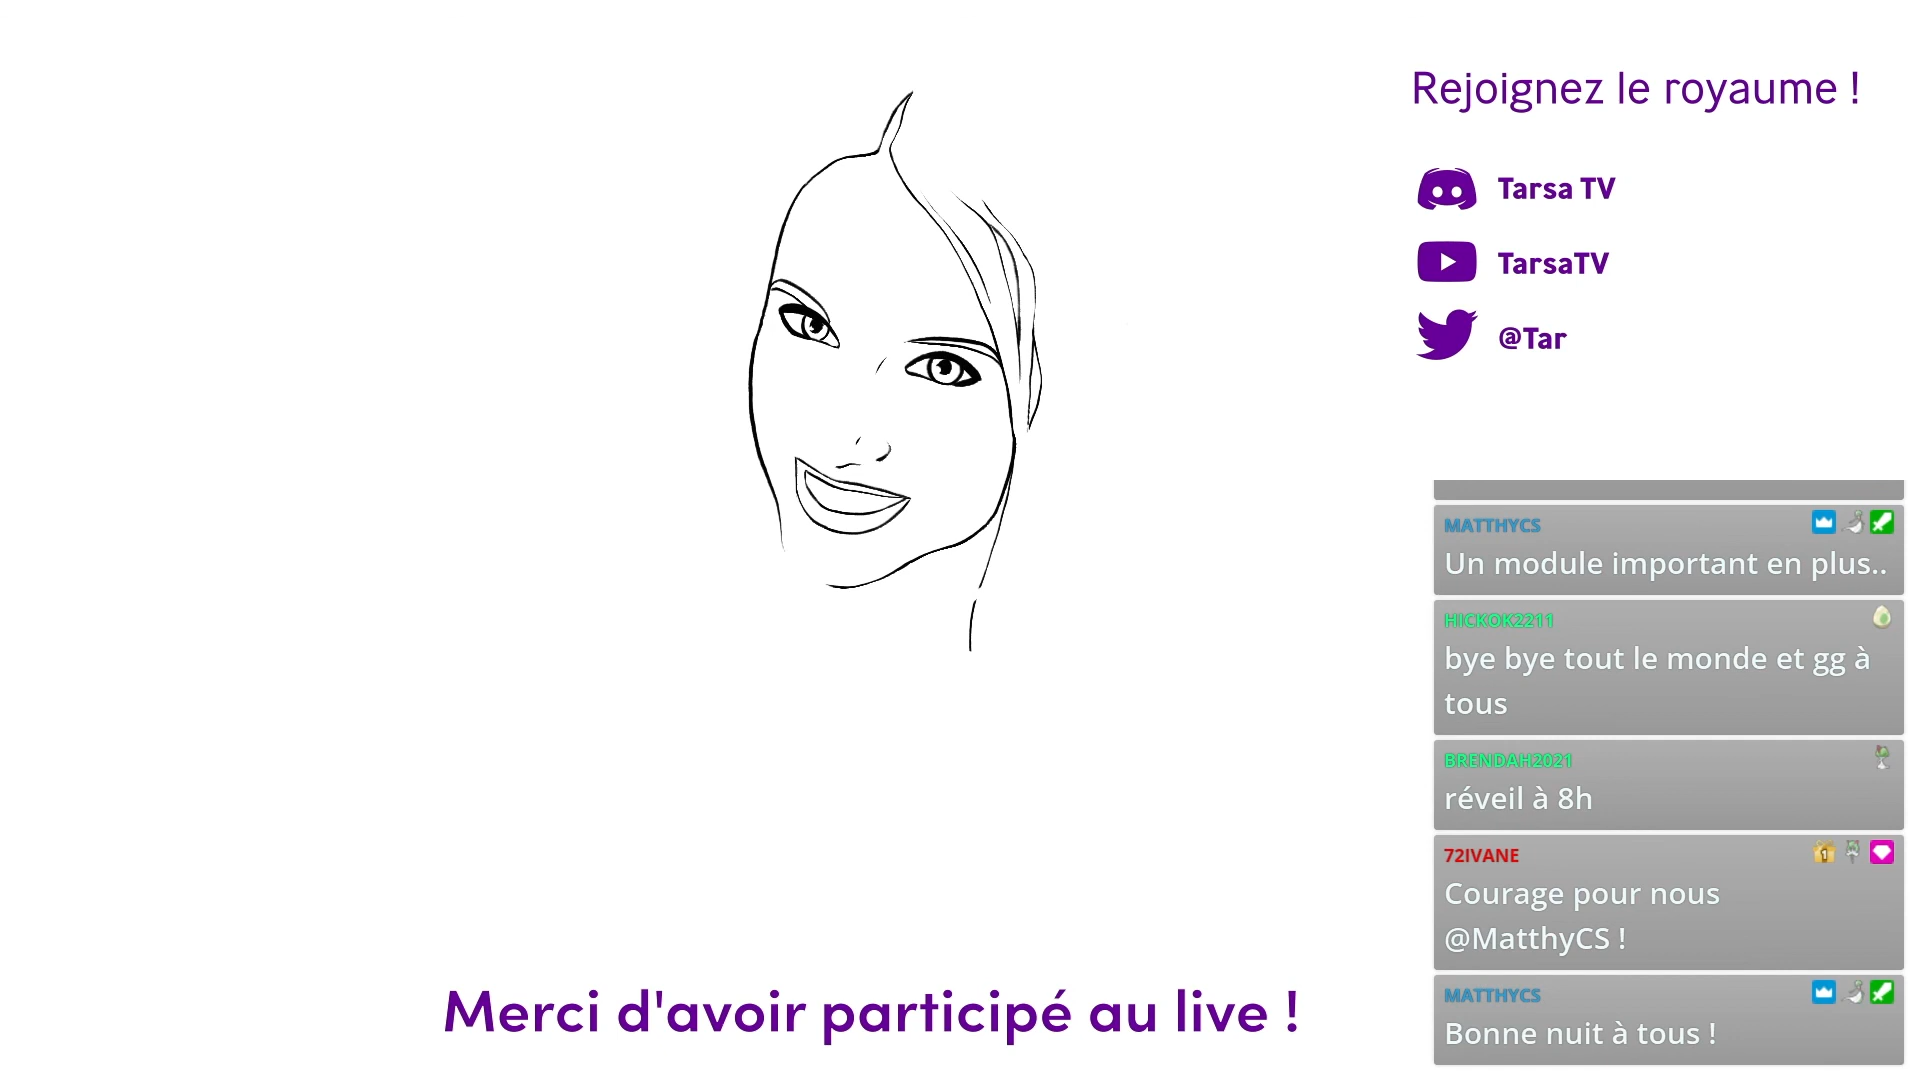 Rejoignez le royaume !
Tarsa TV
TarsaTV
@Tar
MATTHYCS
Un module important en plus..
HICKOK2211
bye bye tout le monde et gg à
tous
BRENDAH2021
réveil à 8h
72IVANE
1
Courage pour nous
@MatthyCS !
MATTHYCS
Bonne nuit à tous !
Merci d'avoir participé au live !